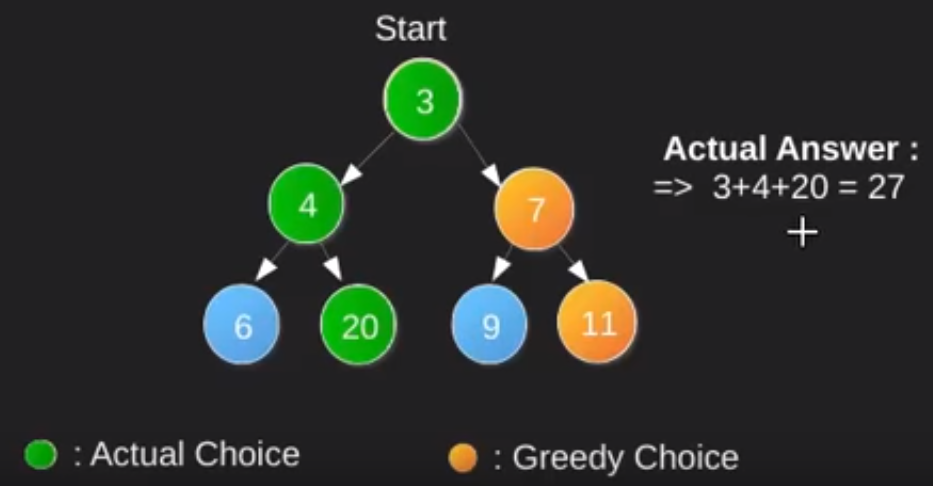 Start
3
Actual Answer :
=> 3+4+20 = 27
4
7
6
20
9
11
: Actual Choice
: Greedy Choice